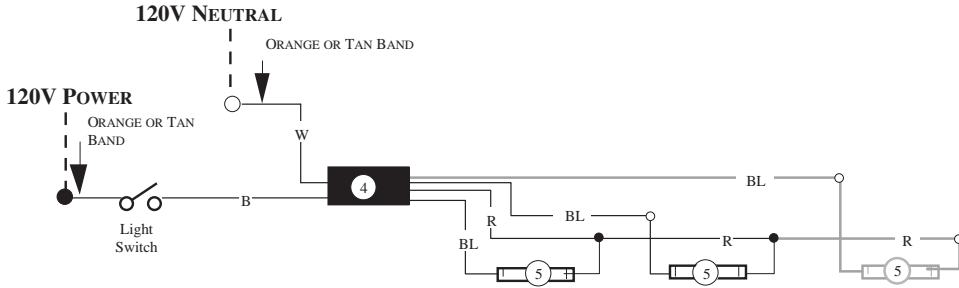 120V NEUTRAL
ORANGE OR TAN BAND
120V POWER
ORANGE OR TAN
BAND
W
4
BL
B
R
BL
BL
R
R
Light
Switch
5
5
5